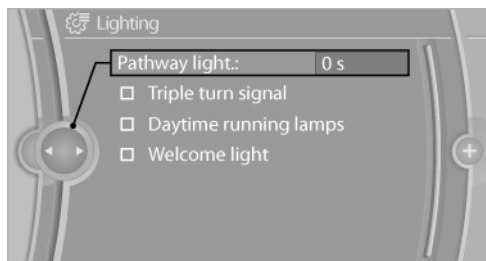 Lighting
Pathway light.: 0 s
Triple turn signal
Daytime running lamps
Welcome light